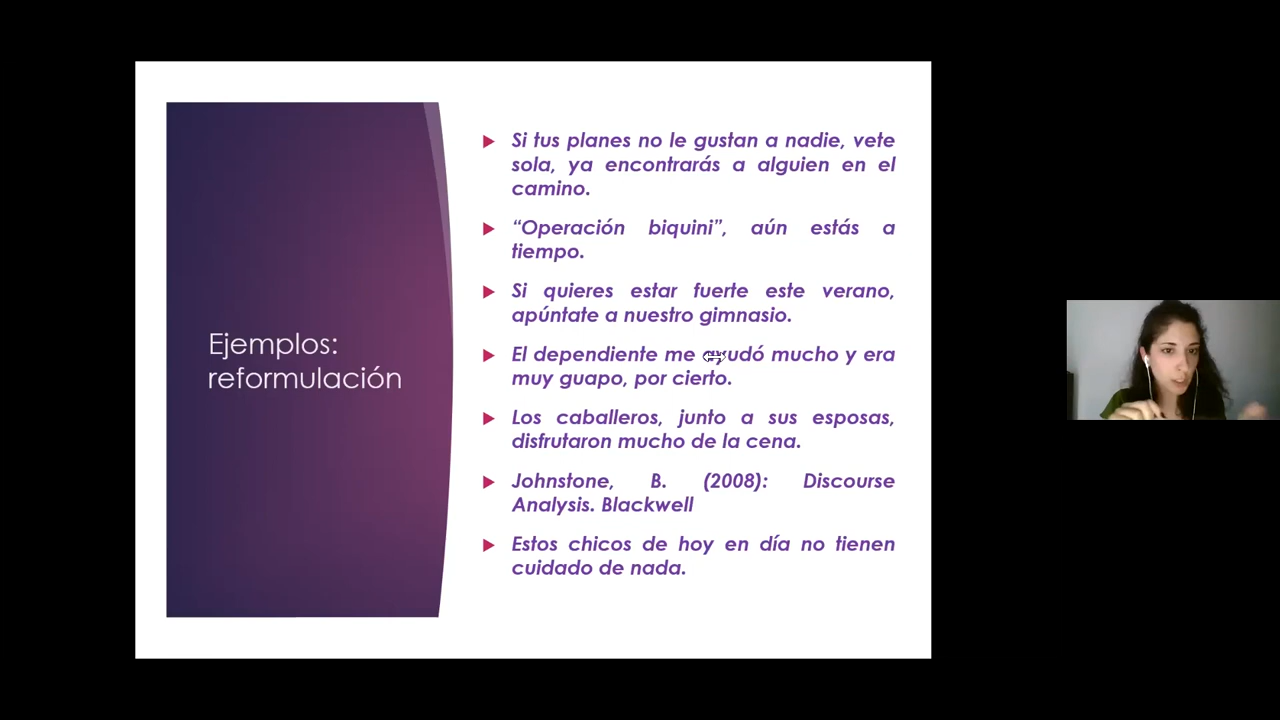 Ejemplos:
reformulación
Si tus planes no le gustan a nadie, vete
sola, ya encontrarás a alguien en el
camino.
“Operación biquini”, aún estás a
tiempo.
Si quieres estar fuerte este verano,
apúntate a nuestro gimnasio.
El dependiente me ayudó mucho y era
muy guapo, por cierto.
Los caballeros, junto a sus esposas,
disfrutaron mucho de la cena.
Johnstone, B. (2008): Discourse
Analysis. Blackwell
Estos chicos de hoy en día no tienen
cuidado de nada.